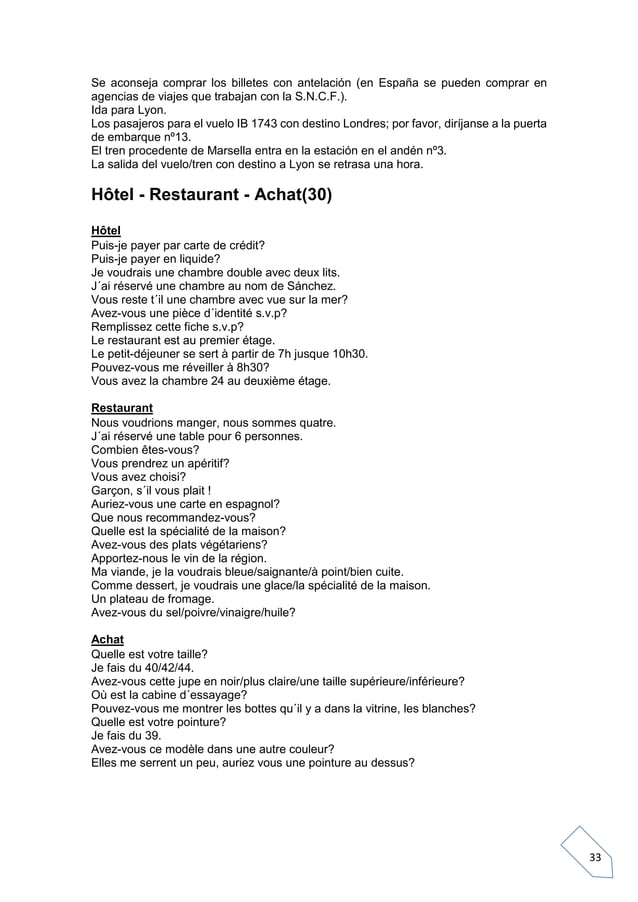 Se aconseja comprar los billetes con antelación (en España se pueden comprar en
agencias de viajes que trabajan con la S.N.C.F.).
Ida para Lyon.
Los pasajeros para el vuelo IB 1743 con destino Londres; por favor, diríjanse a la puerta
de embarque nº13.
El tren procedente de Marsella entra en la estación en el andén nº3.
La salida del vuelo/tren con destino a Lyon se retrasa una hora.
Hôtel - Restaurant - Achat(30)
Hôtel
Puis-je payer par carte de crédit?
Puis-je payer en liquide?
Je voudrais une chambre double avec deux lits.
J´ai réservé une chambre au nom de Sánchez.
Vous reste t´il une chambre avec vue sur la mer?
Avez-vous une pièce d´identité s.v.p?
Remplissez cette fiche s.v.p?
Le restaurant est au premier étage.
Le petit-déjeuner se sert à partir de 7h jusque 10h30.
Pouvez-vous me réveiller à 8h30?
Vous avez la chambre 24 au deuxième étage.
Restaurant
Nous voudrions manger, nous sommes quatre.
J´ai réservé une table pour 6 personnes.
Combien êtes-vous?
Vous prendrez un apéritif?
Vous avez choisi?
Garçon, s´il vous plait !
Auriez-vous une carte en espagnol?
Que nous recommandez-vous?
Quelle est la spécialité de la maison?
Avez-vous des plats végétariens?
Apportez-nous le vin de la région.
Ma viande, je la voudrais bleue/saignante/à point/bien cuite.
Comme dessert, je voudrais une glace/la spécialité de la maison.
Un plateau de fromage.
Avez-vous du sel/poivre/vinaigre/huile?
Achat
Quelle est votre taille?
Je fais du 40/42/44.
Avez-vous cette jupe en noir/plus claire/une taille supérieure/inférieure?
Où est la cabine d´essayage?
Pouvez-vous me montrer les bottes qu´il y a dans la vitrine, les blanches?
Quelle est votre pointure?
Je fais du 39.
Avez-vous ce modèle dans une autre couleur?
Elles me serrent un peu, auriez vous une pointure au dessus?
33